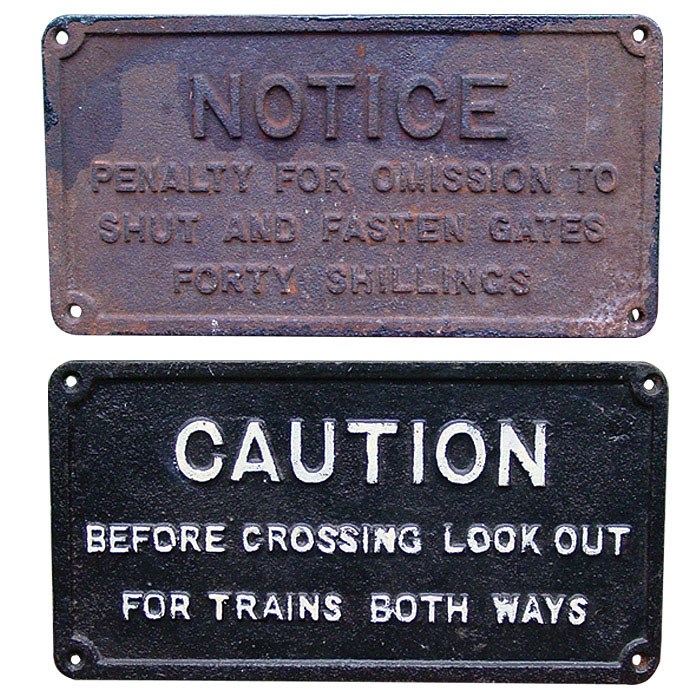 NOTICE
PENALTY FOR OMISSION TO
SHUT AND FASTEN GATES
FORTY SHILLINGS
CAUTION
BEFORE CROSSING LOOK OUT
FOR TRAINS BOTH WAYS